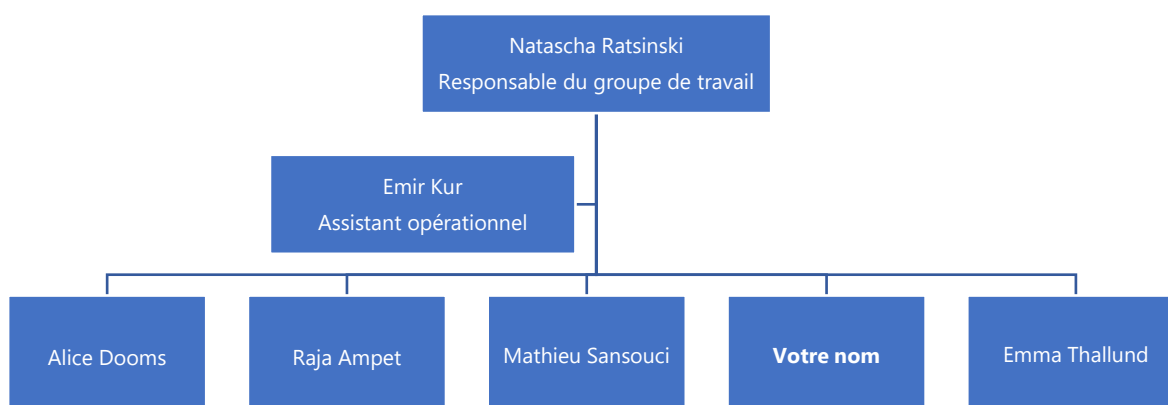 Natascha Ratsinski
Responsable du groupe de travail
Emir Kur
Assistant opérationnel
Alice Dooms
Raja Ampet
Mathieu Sansouci
Votre nom
Emma Thallund